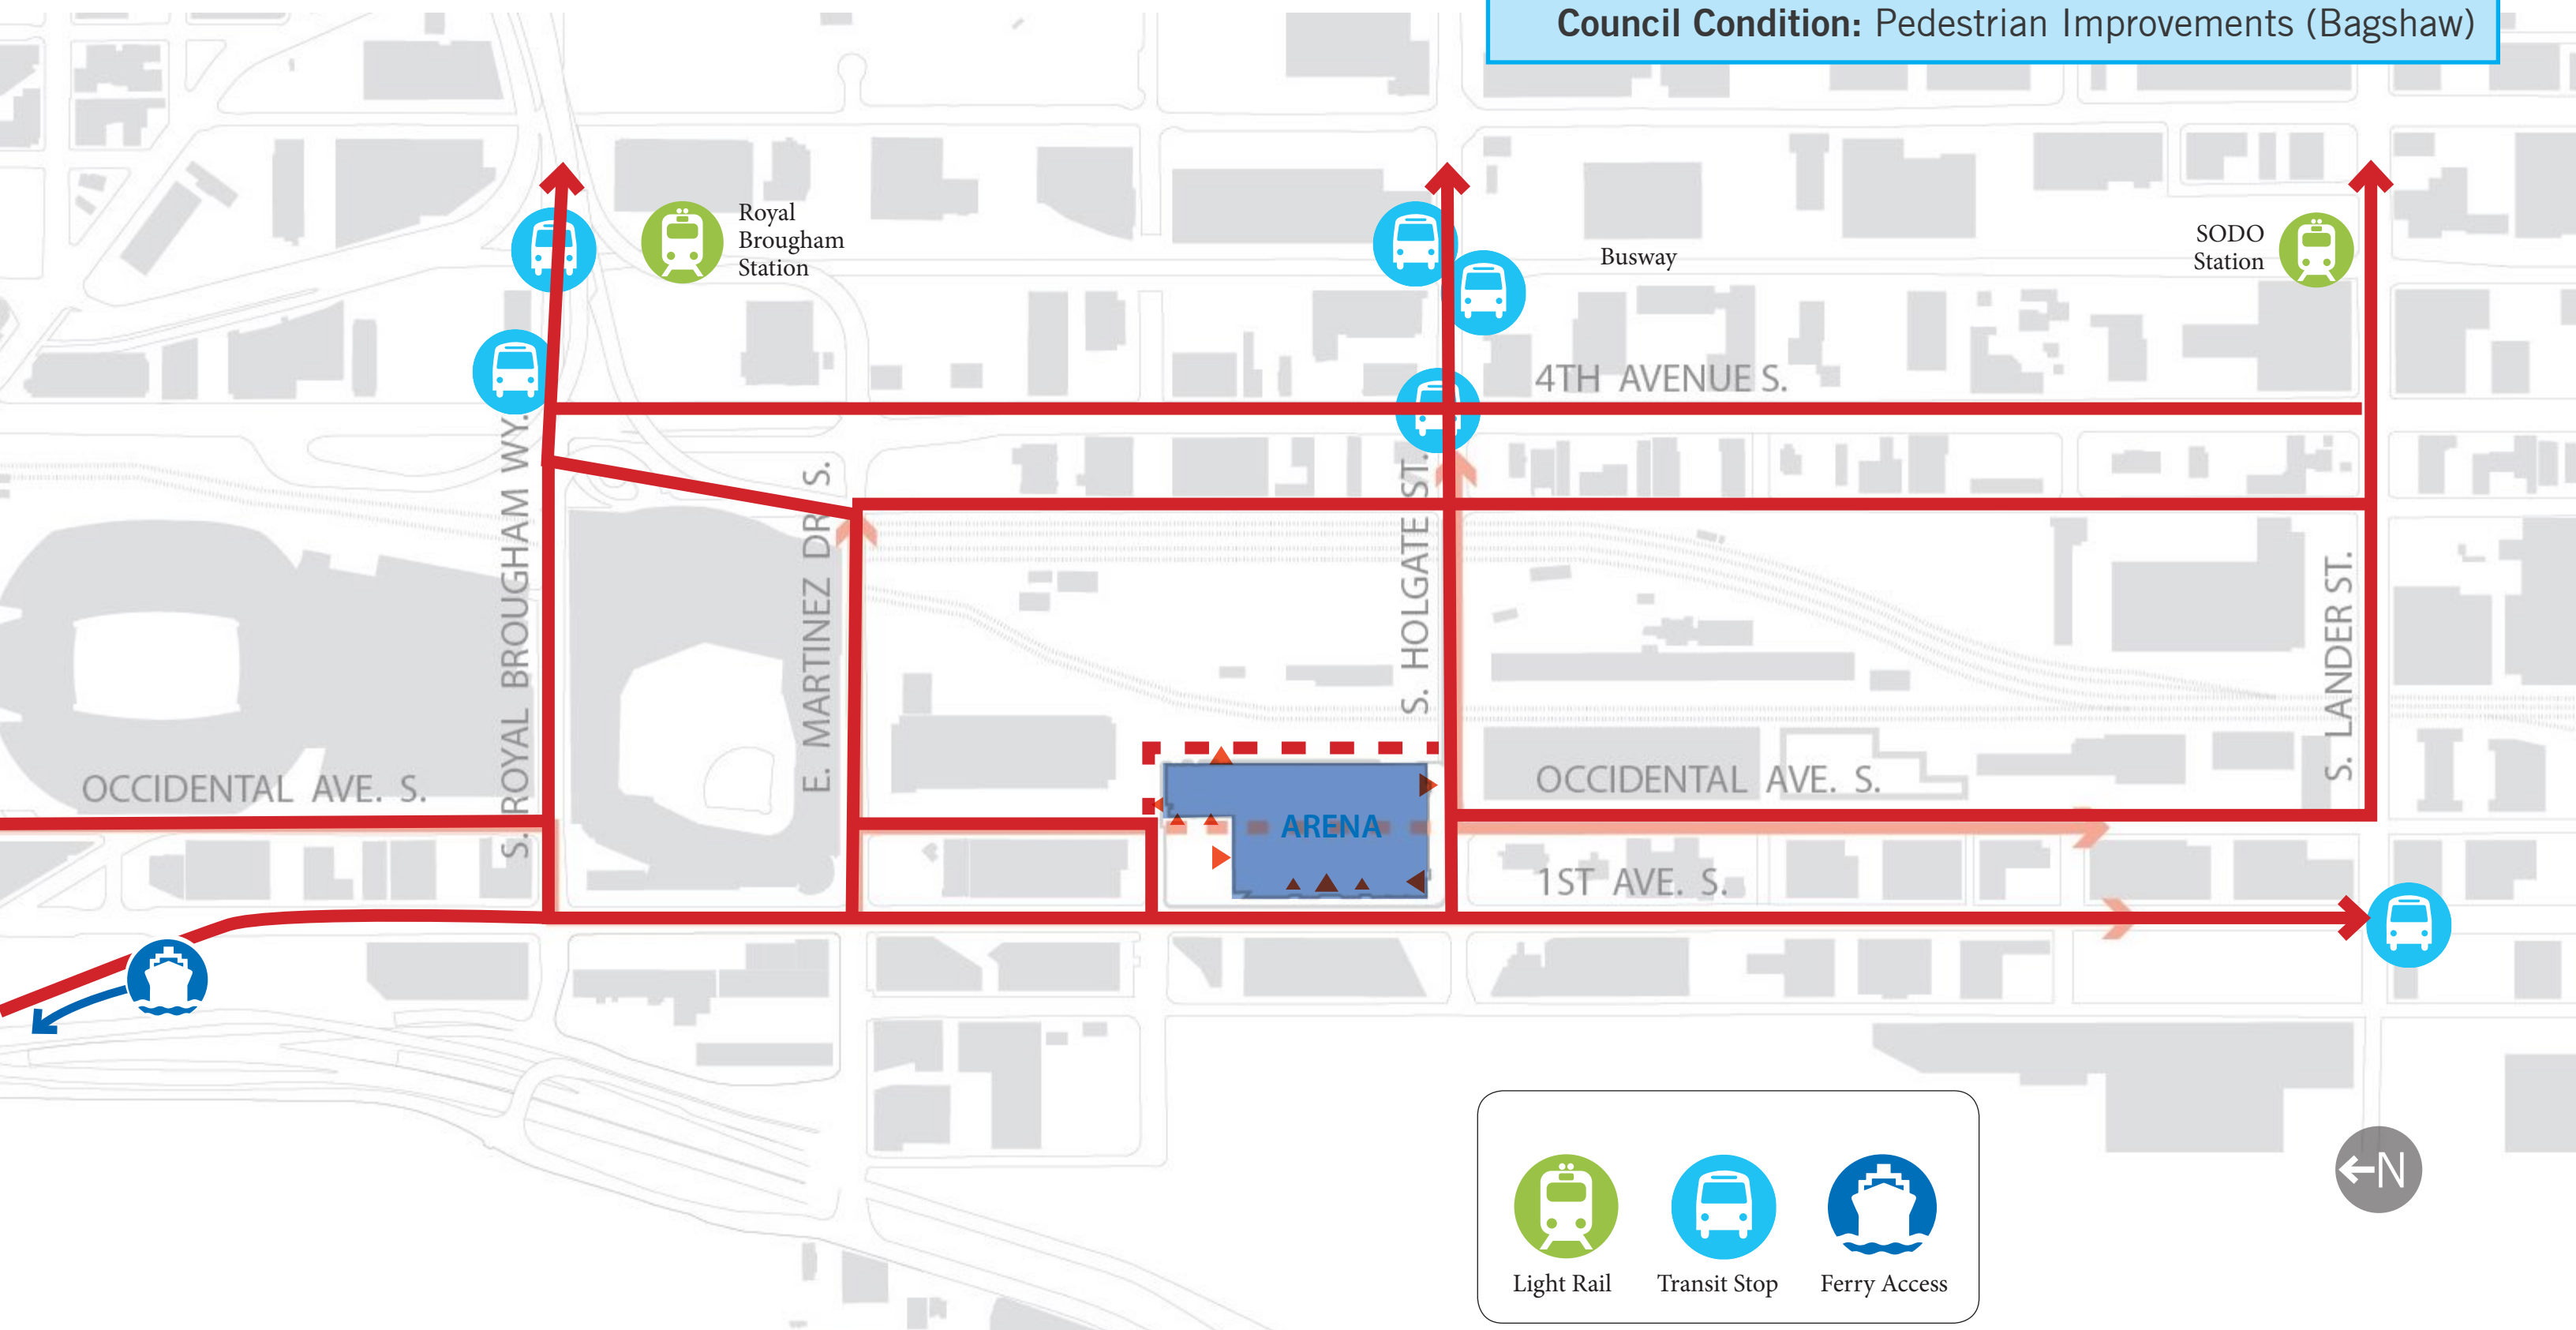 Council Condition: Pedestrian Improvements (Bagshaw)
Royal
Brougham
Station
Busway
SODO
Station
4TH AVENUE S.
S. ROYAL BROUGHAM WY.
E. MARTINEZ DR. S.
S. HOLGATE ST.
S. LANDER ST.
OCCIDENTAL AVE. S.
OCCIDENTAL AVE. S.
ARENA
1ST AVE. S.
←N
Light Rail
Transit Stop
Ferry Access